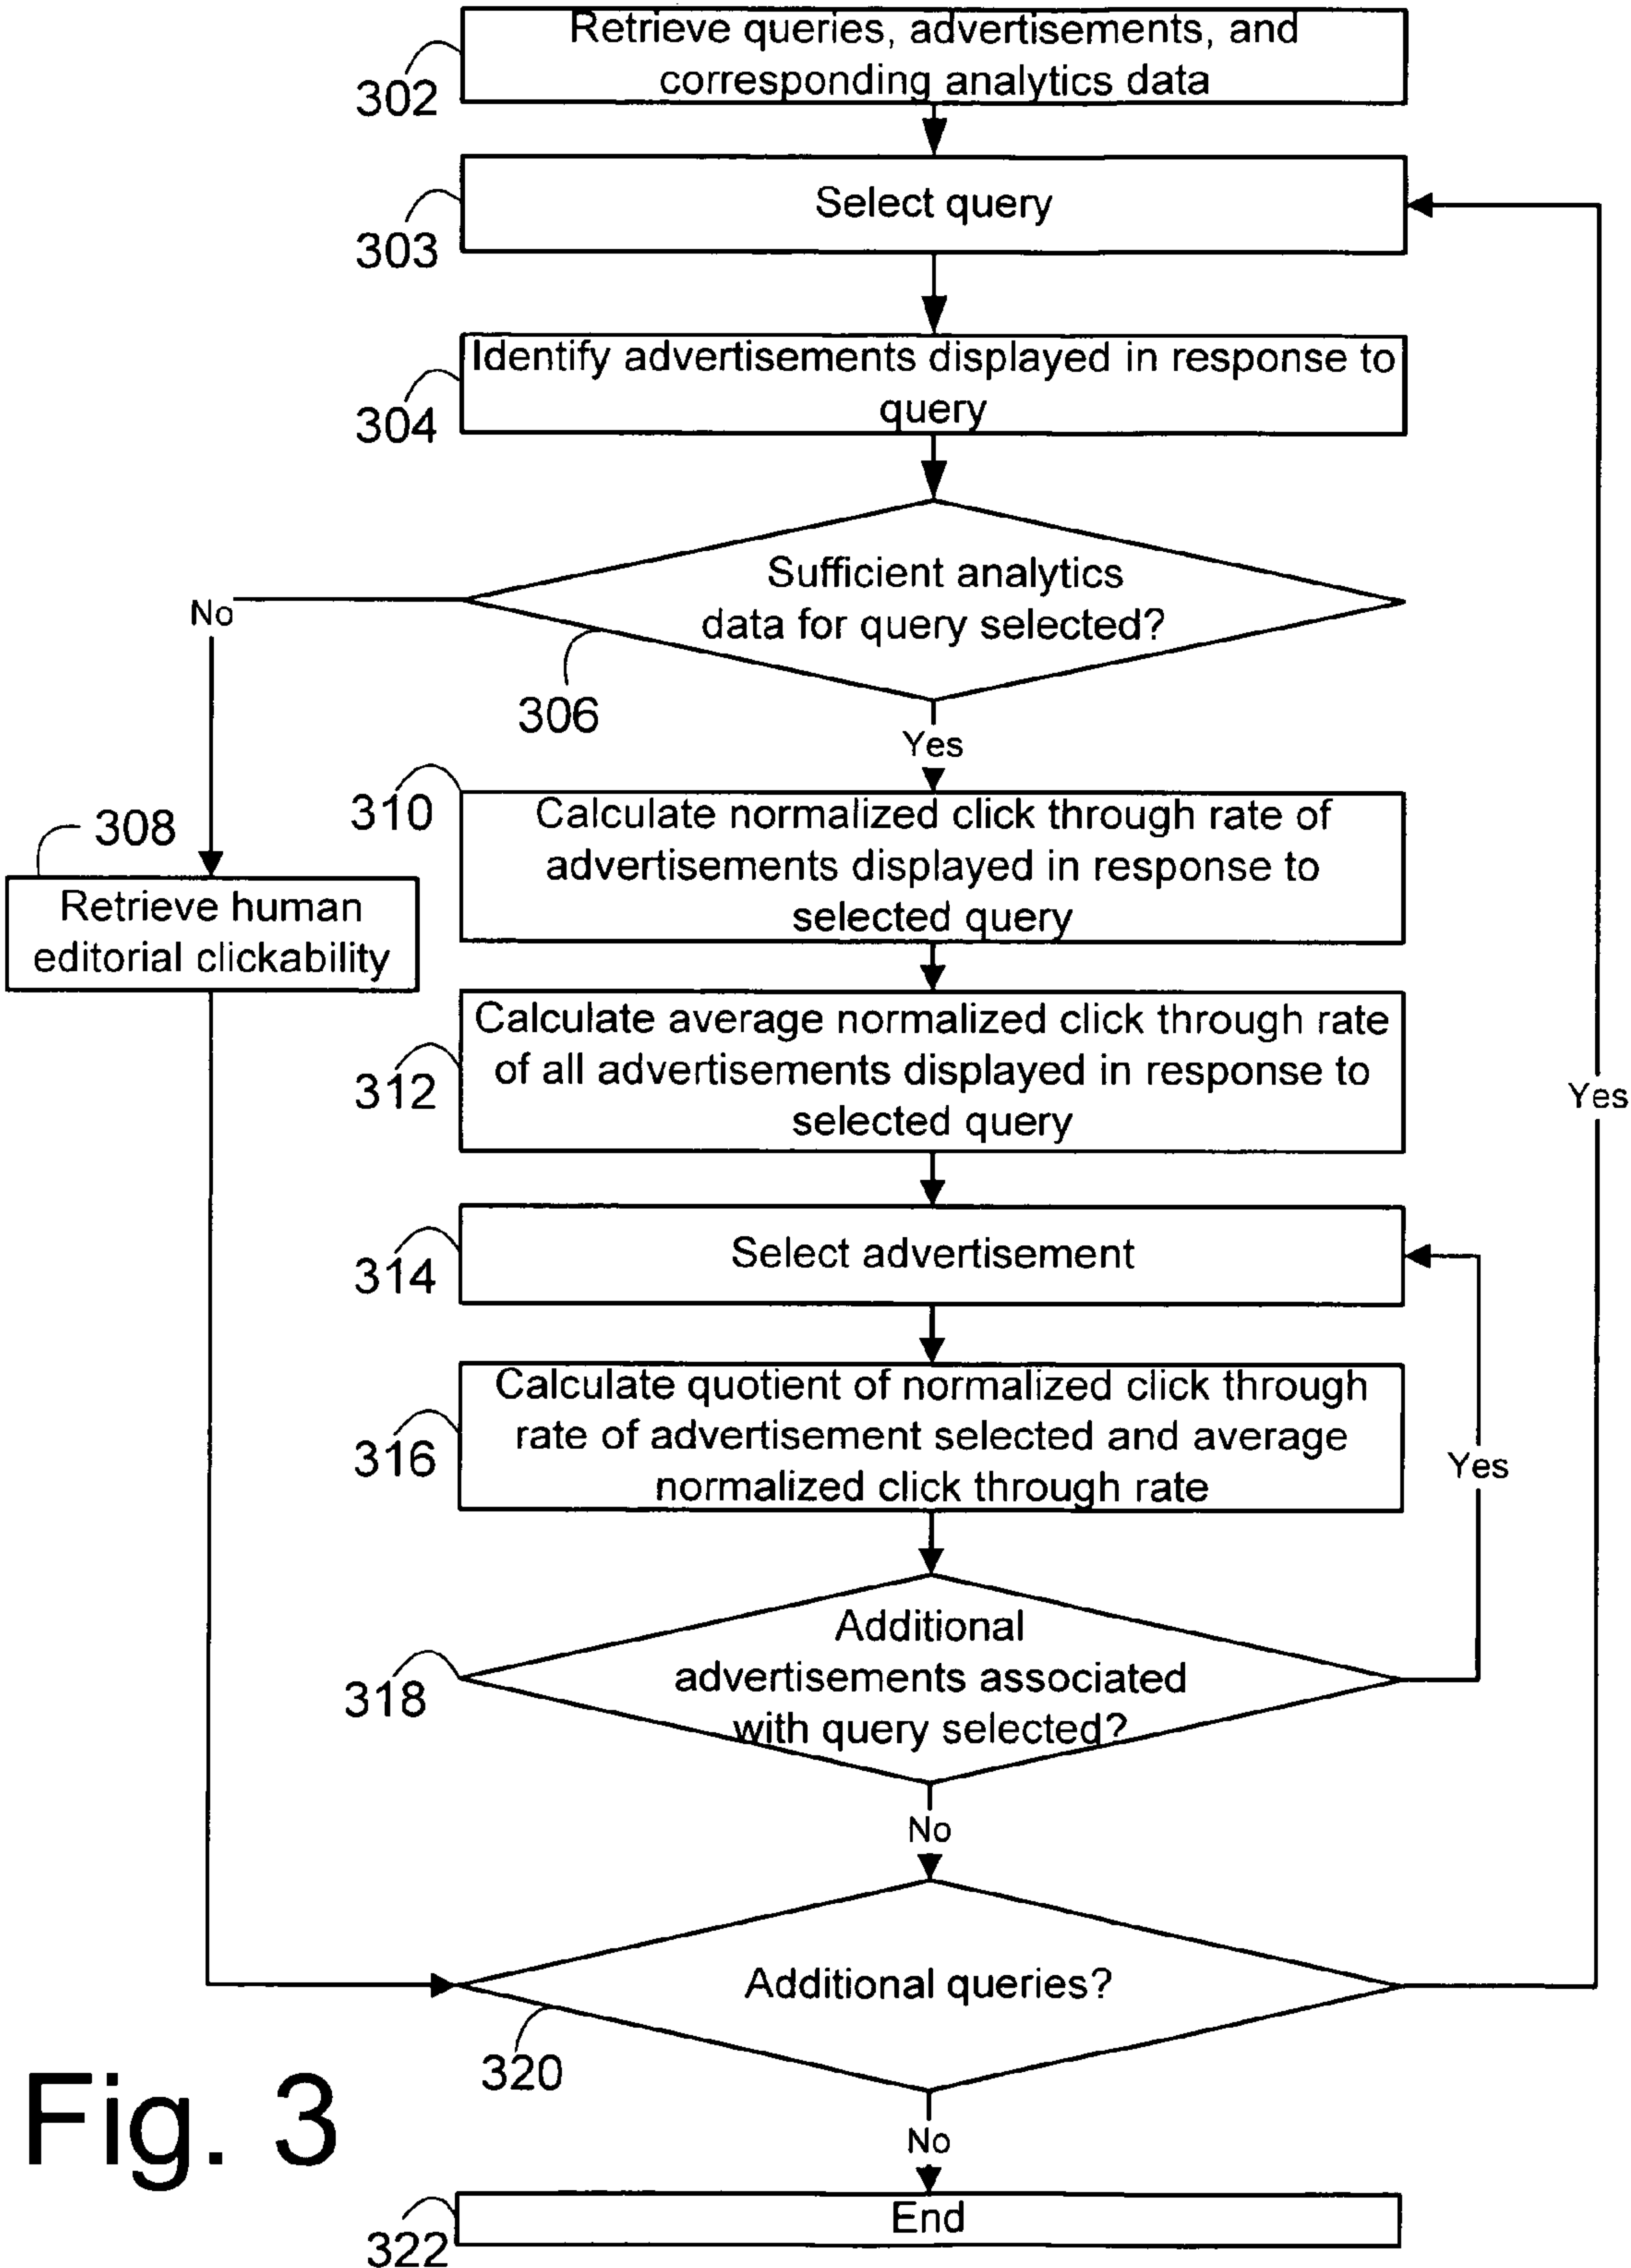 Retrieve queries, advertisements, and
corresponding analytics data
302
Select query
303
Identify advertisements displayed in response to
query
304
Sufficient analytics
data for query selected?
No
306
Yes
310
Calculate normalized click through rate of
advertisements displayed in response to
selected query
308
Retrieve human
editorial clickability
Calculate average normalized click through rate
of all advertisements displayed in response to
selected query
312
Yes
Select advertisement
314
Calculate quotient of normalized click through
rate of advertisement selected and average
normalized click through rate
316
Yes
Additional
advertisements associated
with query selected?
318
No
Additional queries?
320
Fig. 3
No
End
322